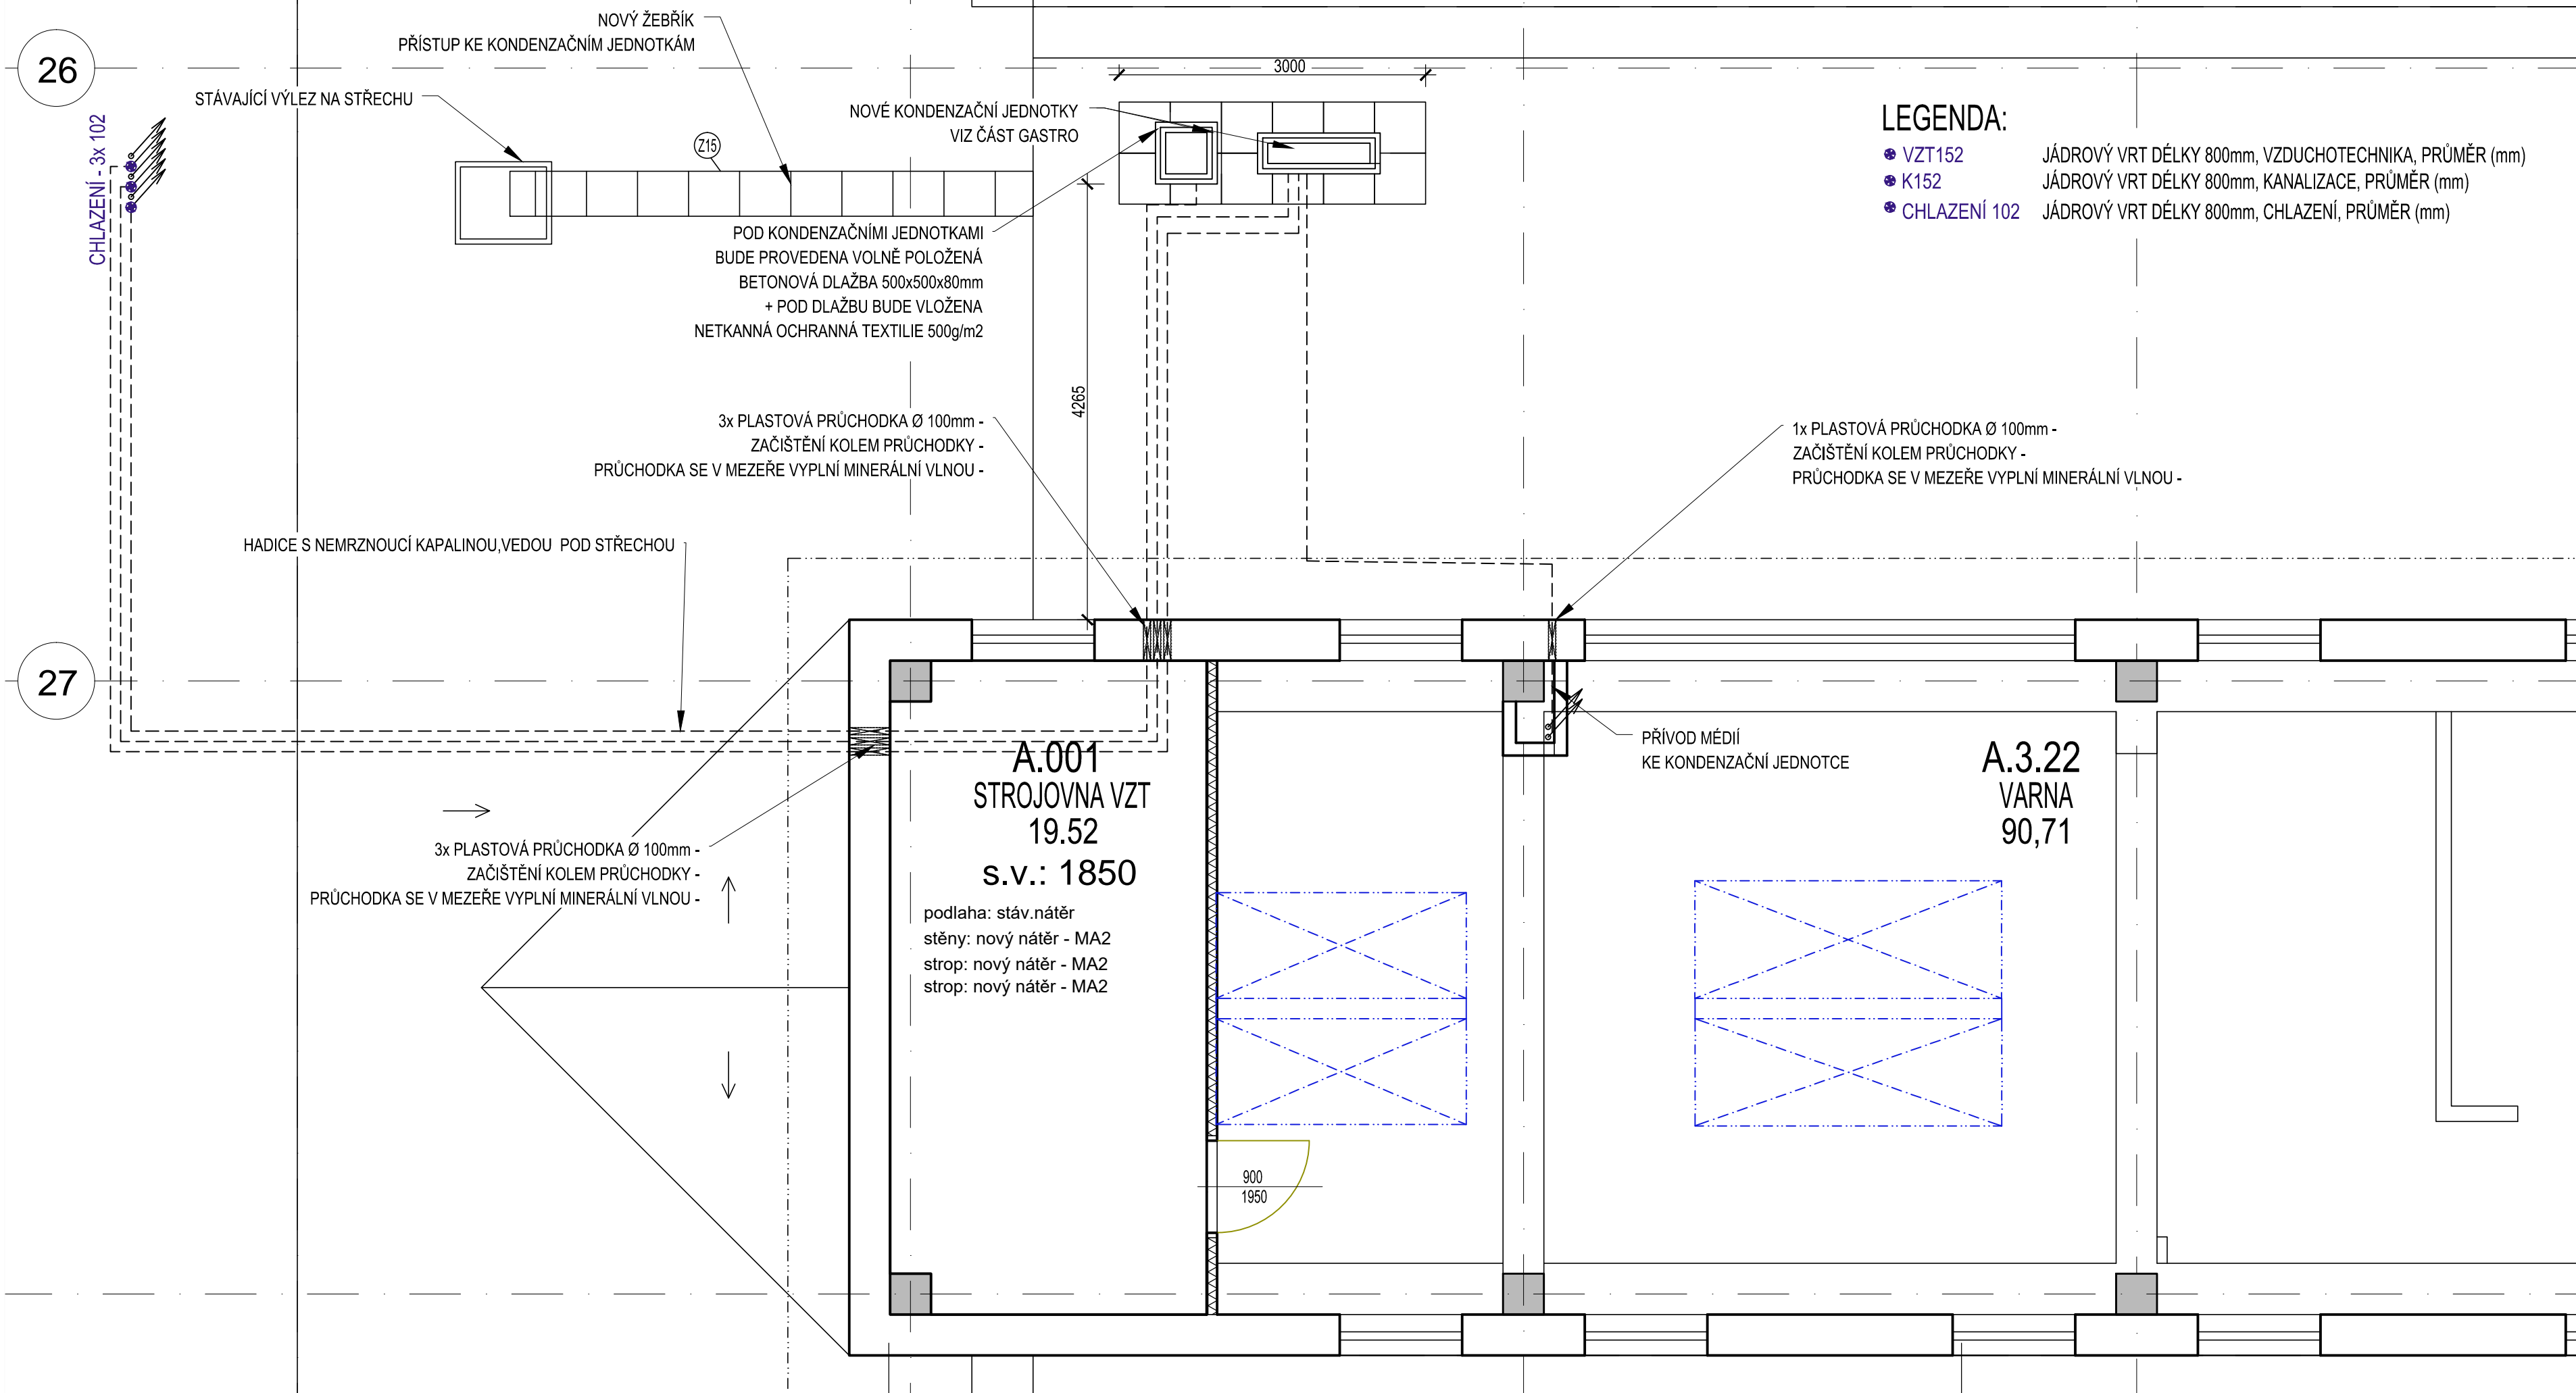 26
NOVÝ ŽEBŘÍK
PŘÍSTUP KE KONDENZAČNÍM JEDNOTKÁM
STÁVAJÍCÍ VÝLEZ NA STŘECHU
CHLAZENÍ - 3x 102
Z15
3000
NOVÉ KONDENZAČNÍ JEDNOTKY
VIZ ČÁST GASTRO
LEGENDA:
VZT152 JÁDROVÝ VRT DÉLKY 800mm, VZDUCHOTECHNIKA, PRŮMĚR (mm)
K152 JÁDROVÝ VRT DÉLKY 800mm, KANALIZACE, PRŮMĚR (mm)
CHLAZENÍ 102 JÁDROVÝ VRT DÉLKY 800mm, CHLAZENÍ, PRŮMĚR (mm)
POD KONDENZAČNÍMI JEDNOTKAMI
BUDE PROVEDENA VOLNĚ POLOŽENÁ
BETONOVÁ DLAŽBA 500x500x80mm
+ POD DLAŽBU BUDE VLOŽENA
NETKANNÁ OCHRANNÁ TEXTILIE 500g/m2
4265
3x PLASTOVÁ PRŮCHODKA Ø 100mm -
ZAČIŠTĚNÍ KOLEM PRŮCHODKY -
PRŮCHODKA SE V MEZEŘE VYPLNÍ MINERÁLNÍ VLNOU -
1x PLASTOVÁ PRŮCHODKA Ø 100mm -
ZAČIŠTĚNÍ KOLEM PRŮCHODKY -
PRŮCHODKA SE V MEZEŘE VYPLNÍ MINERÁLNÍ VLNOU -
HADICE S NEMRZNOUCÍ KAPALINOU,VEDOU POD STŘECHOU
27
PŘÍVOD MÉDIÍ
KE KONDENZAČNÍ JEDNOTCE
A.001
STROJOVNA VZT
19.52
s.v.: 1850
podlaha: stáv.nátěr
stěny: nový nátěr - MA2
strop: nový nátěr - MA2
strop: nový nátěr - MA2
A.3.22
VARNA
90,71
3x PLASTOVÁ PRŮCHODKA Ø 100mm -
ZAČIŠTĚNÍ KOLEM PRŮCHODKY -
PRŮCHODKA SE V MEZEŘE VYPLNÍ MINERÁLNÍ VLNOU -
900
1950